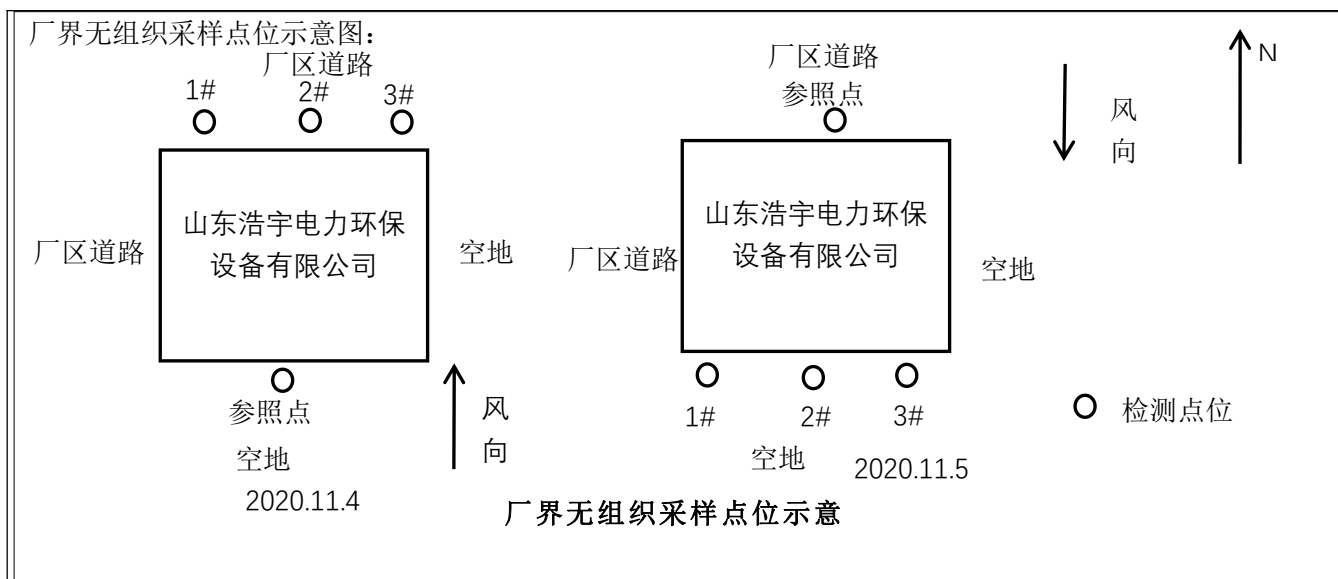 厂界无组织采样点位示意图：
厂区道路
1#
2#
3#
山东浩宇电力环保
设备有限公司
厂区道路
空地
参照点
空地
2020.11.4
风
向
厂区道路
参照点
山东浩宇电力环保
设备有限公司
厂区道路
空地
1#
2#
3#
空地
2020.11.5
风
向
N
检测点位
厂界无组织采样点位示意